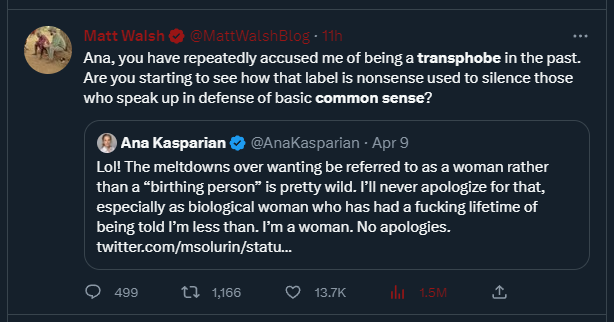 Matt Walsh @MattWalshBlog · 11h
Ana, you have repeatedly accused me of being a transphobe in the past.
Are you starting to see how that label is nonsense used to silence those
who speak up in defense of basic common sense?
Ana Kasparian @AnaKasparian · Apr 9
Lol! The meltdowns over wanting be referred to as a woman rather
than a “birthing person” is pretty wild. I’ll never apologize for that,
especially as biological woman who has had a fucking lifetime of
being told I’m less than. I’m a woman. No apologies.
twitter.com/msolurin/statu...
499 1,166 13.7K 1.5M